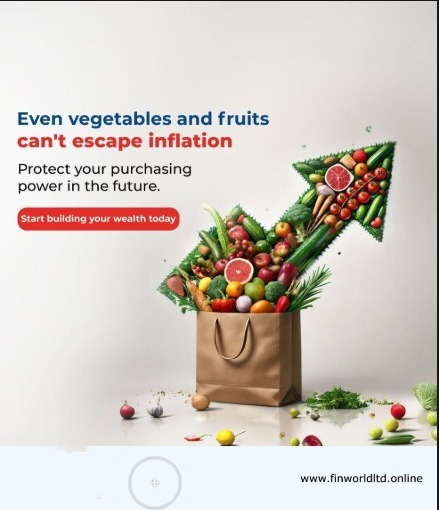 Even vegetables and fruits
can't escape inflation
Protect your purchasing
power in the future.
Start building your wealth today
www.finworldltd.online